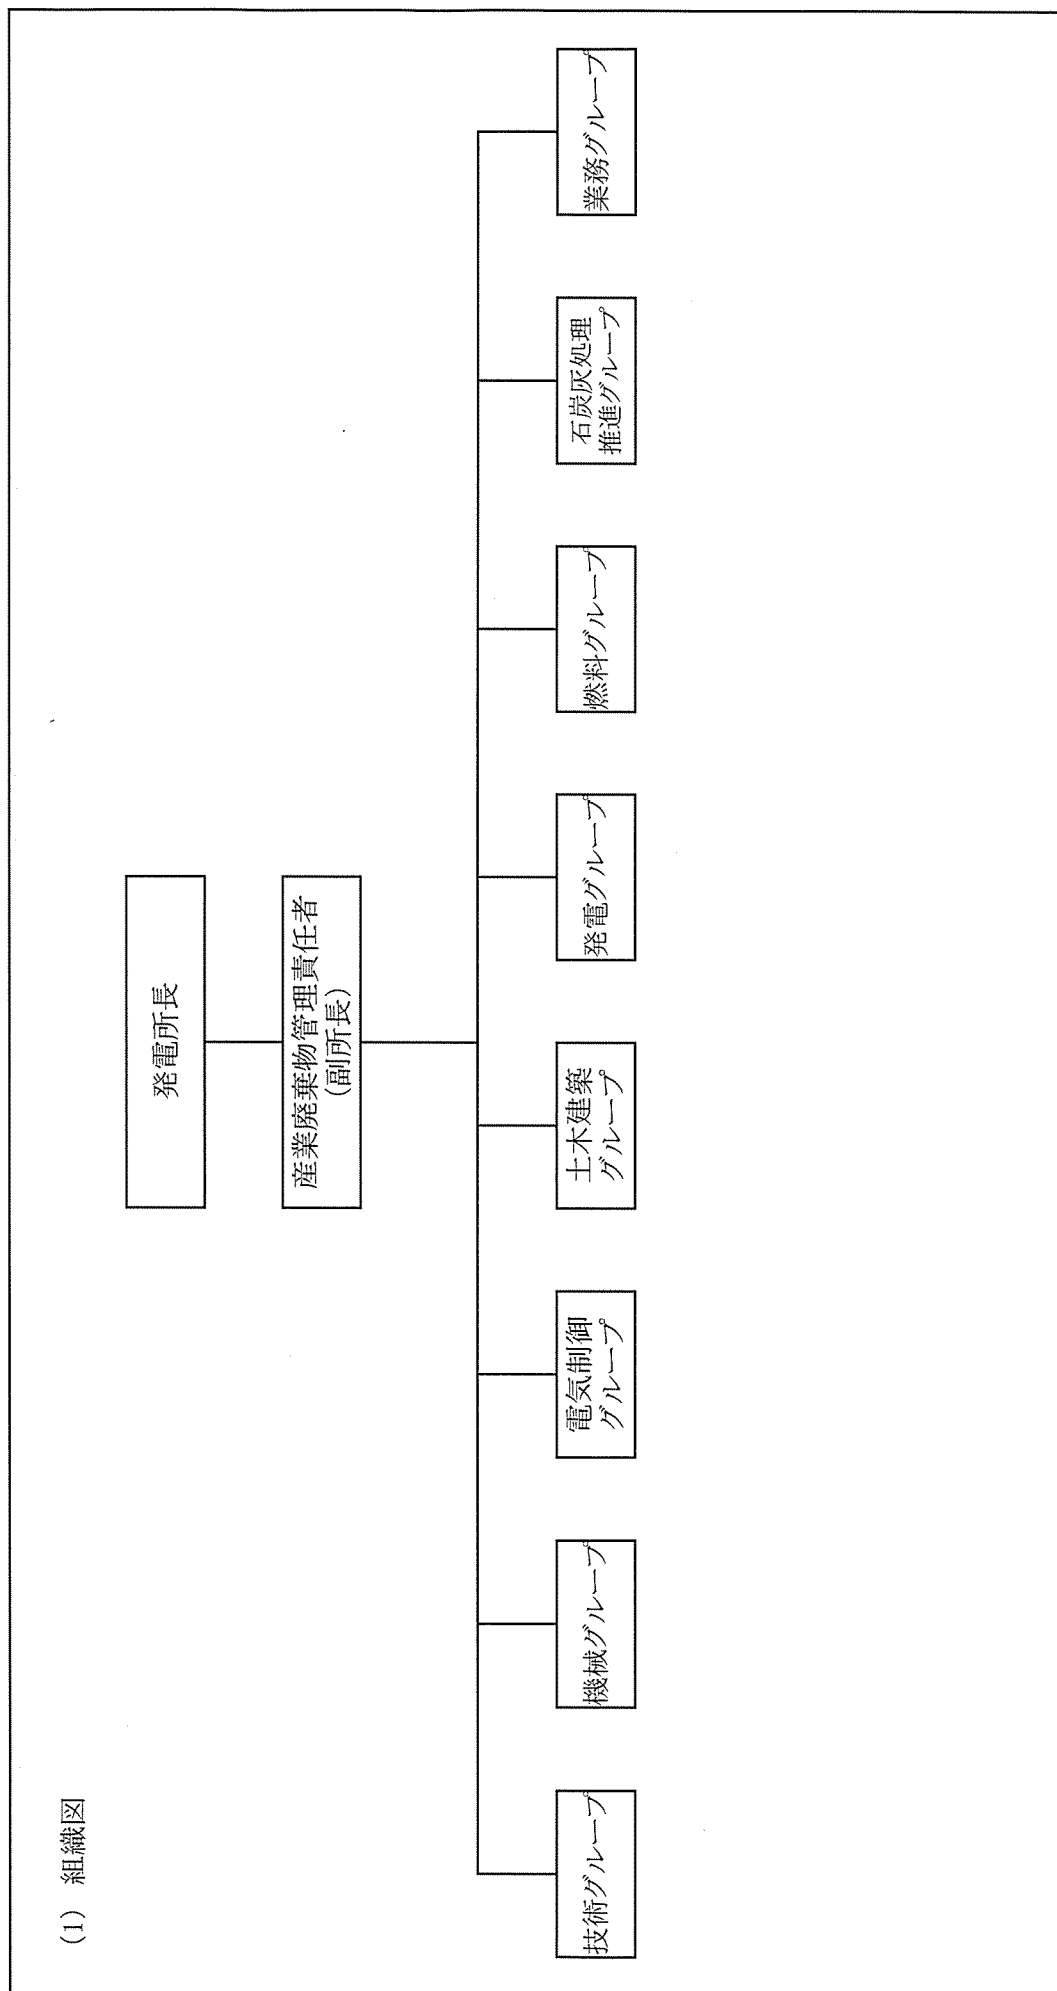 (1) 組織図
発電所長
産業廃棄物管理責任者
(副所長)
技術グループ
機械グループ
電気制御
グループ
土木建築
グループ
発電グループ
燃料グループ
石炭灰処理
推進グループ
業務グループ